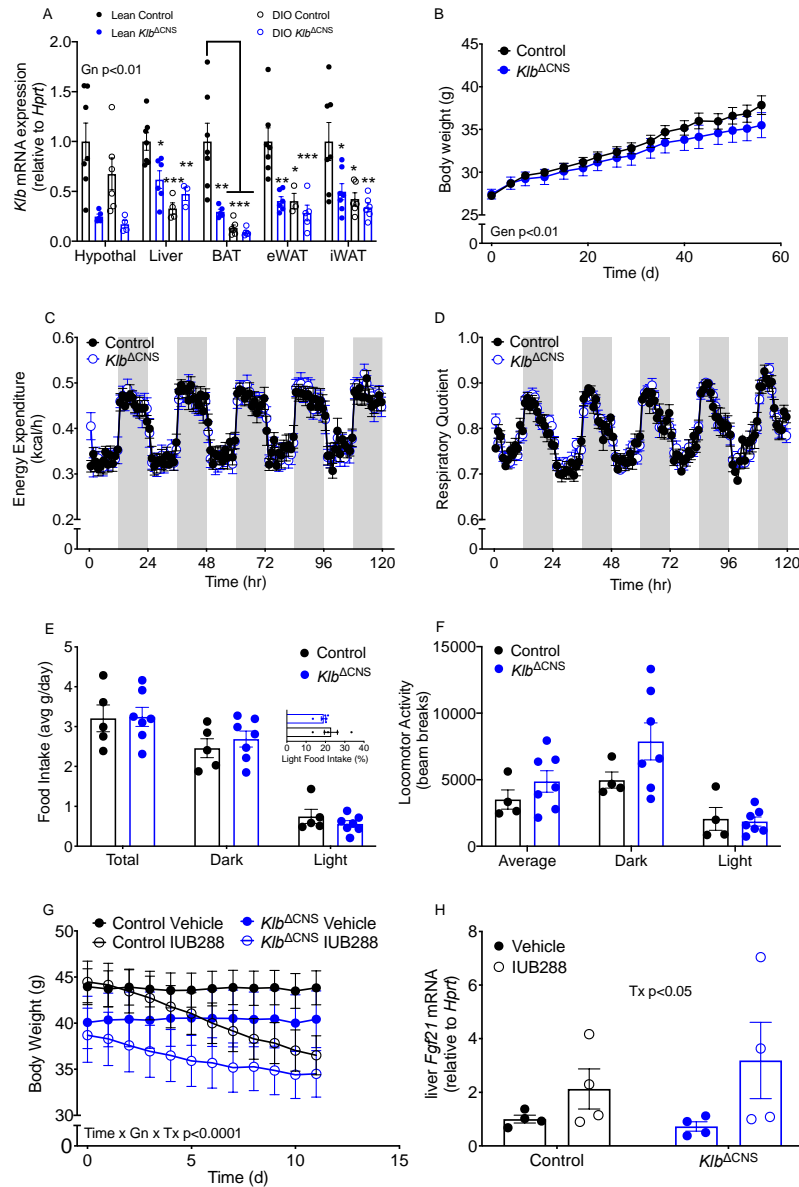 A
Lean Control
Lean Klb^ΔCNS
DIO Control
DIO Klb^ΔCNS
Klb mRNA expression
(relative to Hprt)
2.0
1.5
1.0
0.5
0.0
Gn p<0.01
* ** *** ** *** ** * *** * * **
Hypothal Liver BAT eWAT iWAT
B
Control
Klb^ΔCNS
Body weight (g)
40
35
30
25
0
Gen p<0.01
0 20 40 60
Time (d)
C
Control
Klb^ΔCNS
Energy Expenditure
(kcal/h)
0.6
0.5
0.4
0.3
0.2
0
0 24 48 72 96 120
Time (hr)
D
Control
Klb^ΔCNS
Respiratory Quotient
1.0
0.9
0.8
0.7
0.6
0
0 24 48 72 96 120
Time (hr)
E
Control
Klb^ΔCNS
Food Intake (avg g/day)
5
4
3
2
1
0
0 10 20 30 40
Light Food Intake (%)
Total Dark Light
F
Control
Klb^ΔCNS
Locomotor Activity
(beam breaks)
15000
10000
5000
0
Average Dark Light
G
Control Vehicle
Control IUB288
Klb^ΔCNS Vehicle
Klb^ΔCNS IUB288
Body Weight (g)
50
45
40
35
30
0
Time x Gn x Tx p<0.0001
0 5 10 15
Time (d)
H
Vehicle
IUB288
liver Fgf21 mRNA
(relative to Hprt)
8
6
4
2
0
Tx p<0.05
Control Klb^ΔCNS